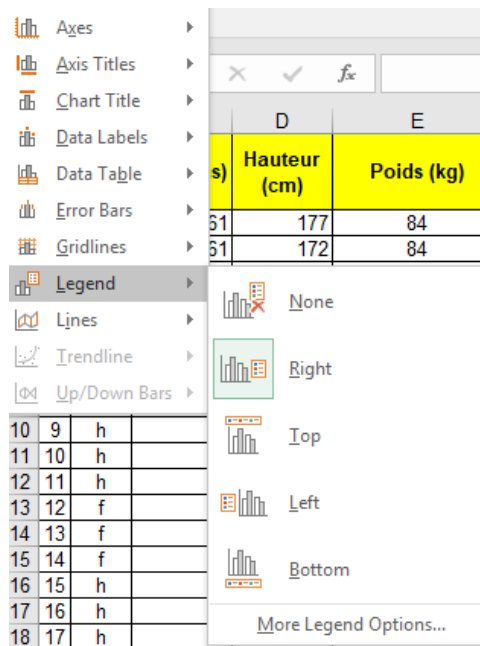 Axes
Axis Titles
Chart Title
Data Labels
Data Table
Error Bars
Gridlines
Legend
Lines
Trendline
Up/Down Bars
fx
D E
s) Hauteur (cm) Poids (kg)
61 177 84
61 172 84
None
Right
Top
Left
Bottom
More Legend Options...
10 9 h
11 10 h
12 11 h
13 12 f
14 13 f
15 14 f
16 15 h
17 16 h
18 17 h